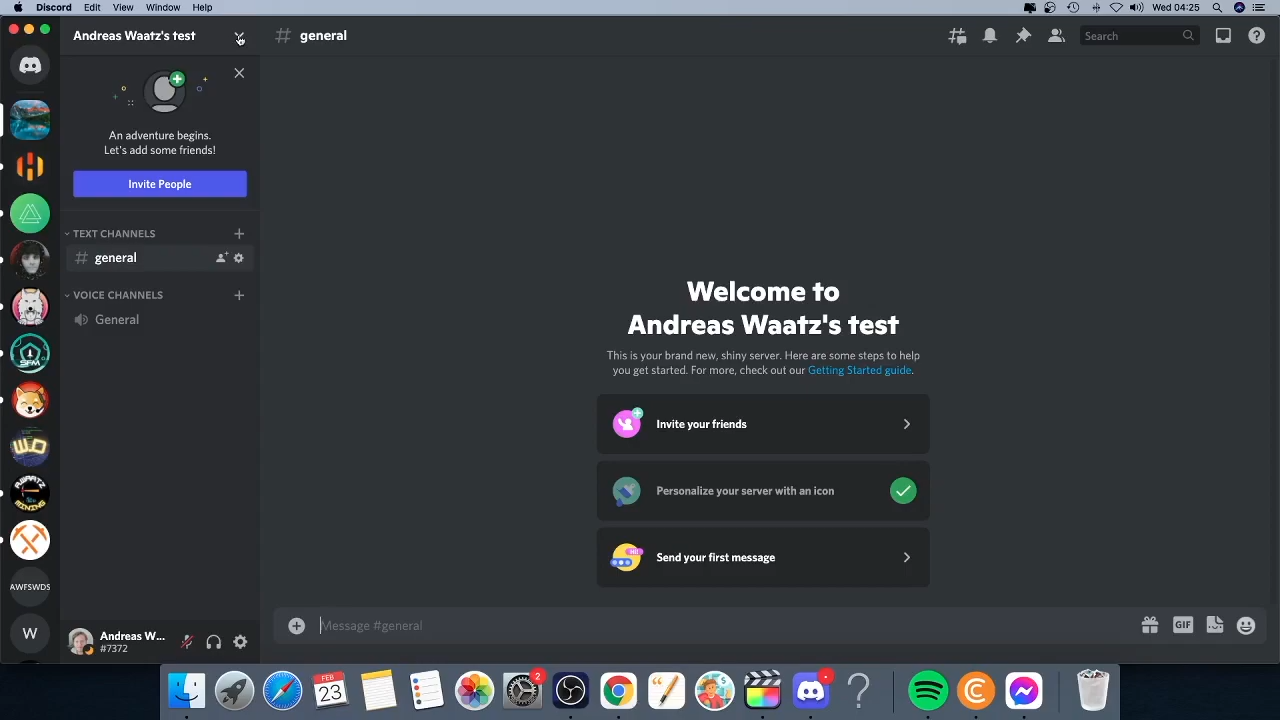 Discord Edit View Window Help
Wed 04:25
Andreas Waatz's test
general
Search
An adventure begins.
Let's add some friends!
Invite People
TEXT CHANNELS
general
VOICE CHANNELS
General
Welcome to
Andreas Waatz's test
This is your brand new, shiny server. Here are some steps to help
you get started. For more, check out our Getting Started guide.
Invite your friends
Personalize your server with an icon
Send your first message
SFM
W.O
AWAATZ
MINING
AWFSWDS
W
Andreas W...
#7372
Message #general
GIF
FEB
23
2